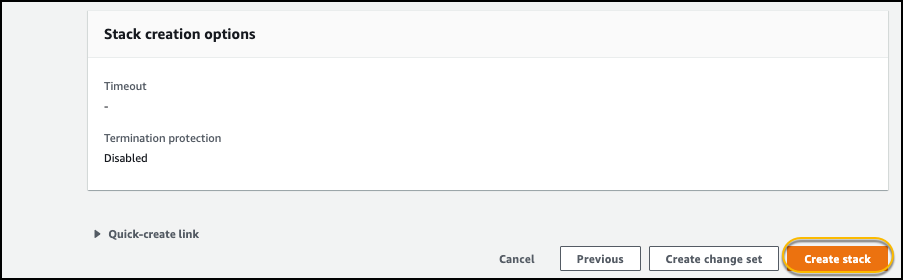 Stack creation options
Timeout
-
Termination protection
Disabled
Quick-create link
Cancel Previous Create change set Create stack